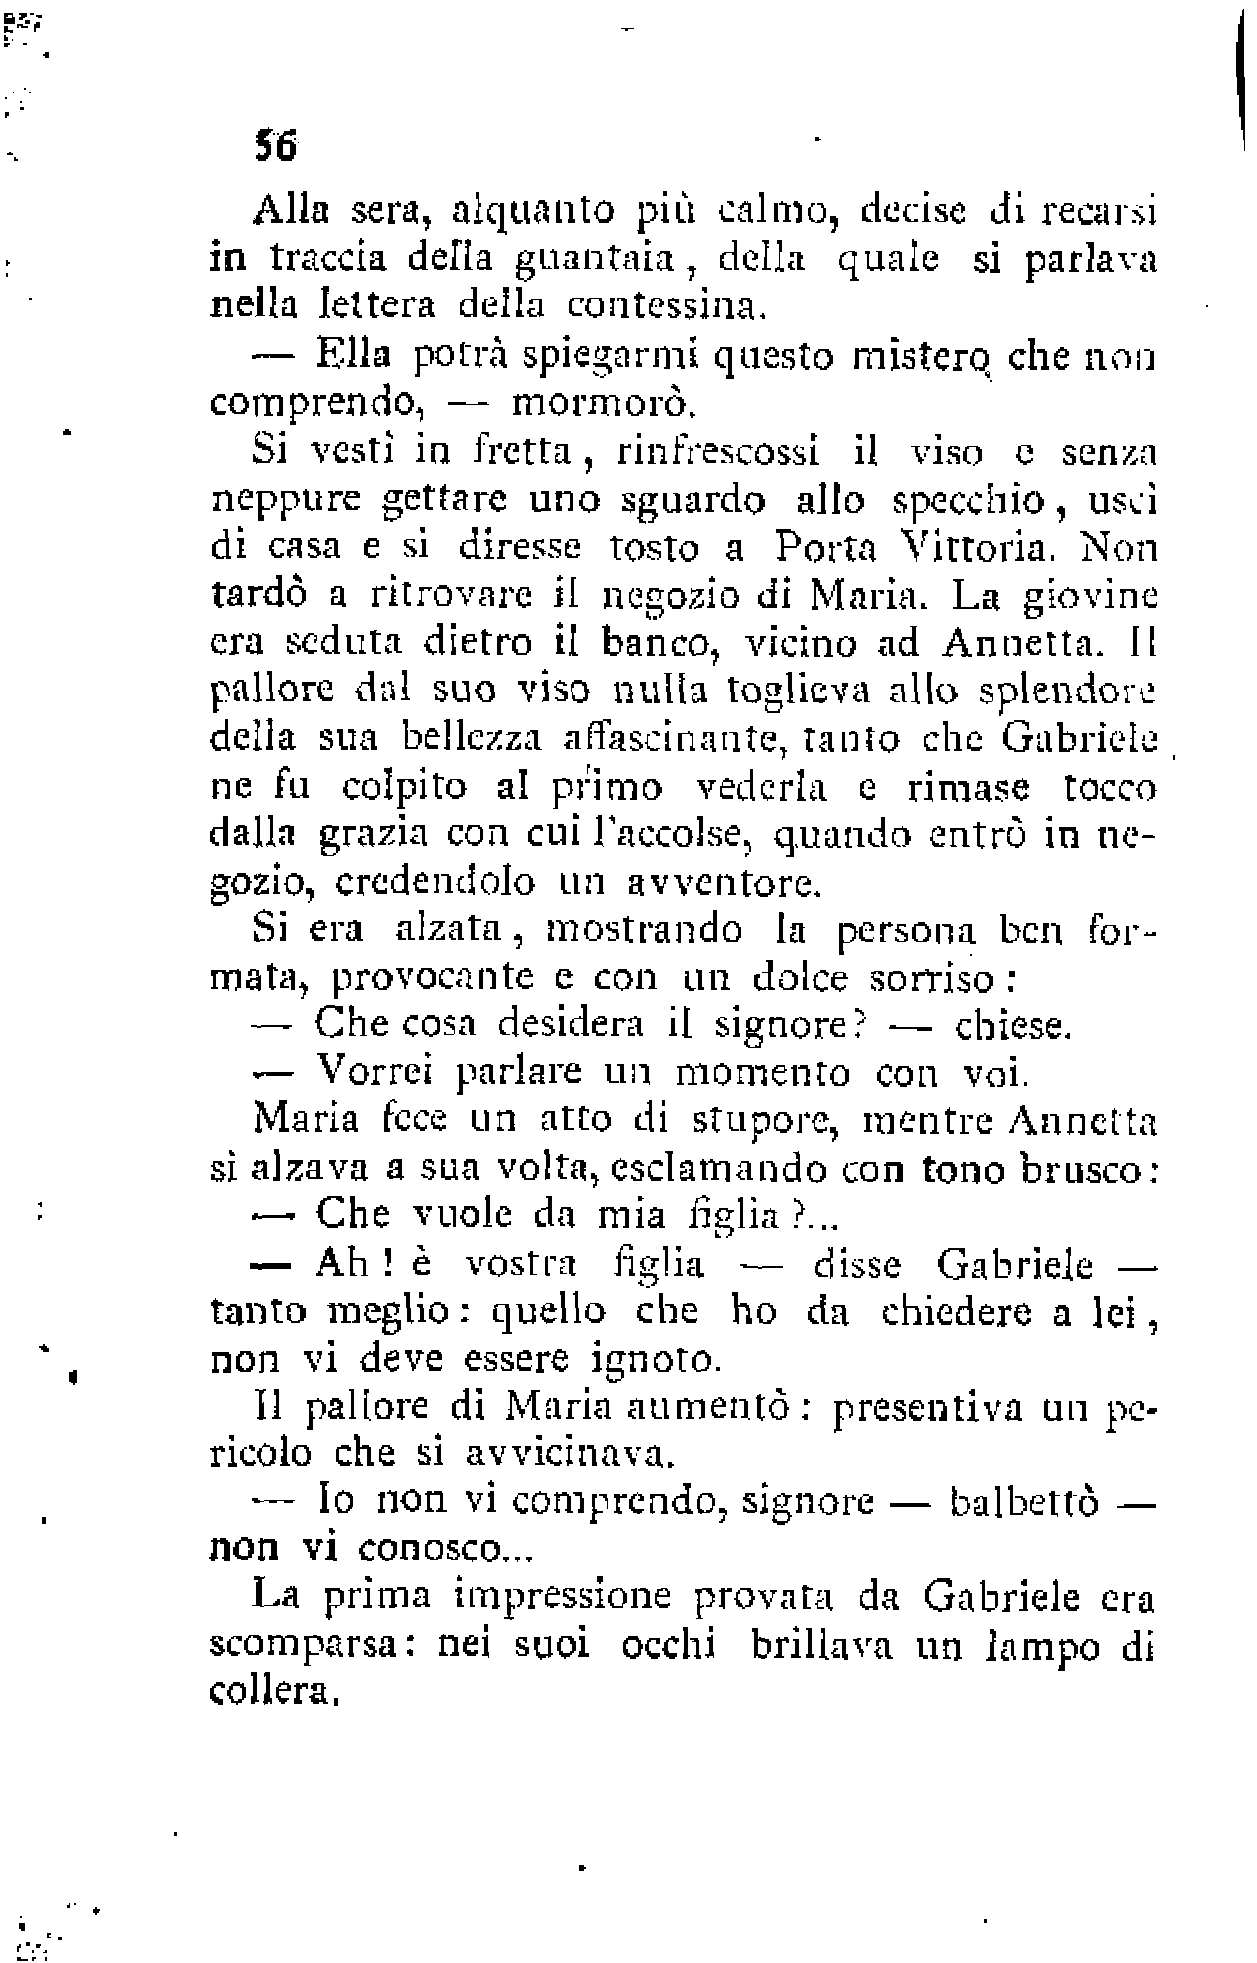 56
Alla sera, alquanto più calmo, decise di recarsi
in traccia della guantaia, della quale si parlava
nella lettera della contessina.
— Ella potrà spiegarmi questo mistero che non
comprendo, — mormorò.
Si vestì in fretta, rinfrescossi il viso e senza
neppure gettare uno sguardo allo specchio, uscì
di casa e si diresse tosto a Porta Vittoria. Non
tardò a ritrovare il negozio di Maria. La giovine
era seduta dietro il banco, vicino ad Annetta. Il
pallore dal suo viso nulla toglieva allo splendore
della sua bellezza affascinante, tanto che Gabriele
ne fu colpito al primo vederla e rimase tocco
dalla grazia con cui l'accolse, quando entrò in ne-
gozio, credendolo un avventore.
Si era alzata, mostrando la persona ben for-
mata, provocante e con un dolce sorriso:
— Che cosa desidera il signore? — chiese.
— Vorrei parlare un momento con voi.
Maria fece un atto di stupore, mentre Annetta
si alzava a sua volta, esclamando con tono brusco:
— Che vuole da mia figlia?...
— Ah! è vostra figlia — disse Gabriele —
tanto meglio: quello che ho da chiedere a lei,
non vi deve essere ignoto.
Il pallore di Maria aumentò: presentiva un pe-
ricolo che si avvicinava.
— Io non vi comprendo, signore — balbettò —
non vi conosco...
La prima impressione provata da Gabriele era
scomparsa: nei suoi occhi brillava un lampo di
collera.